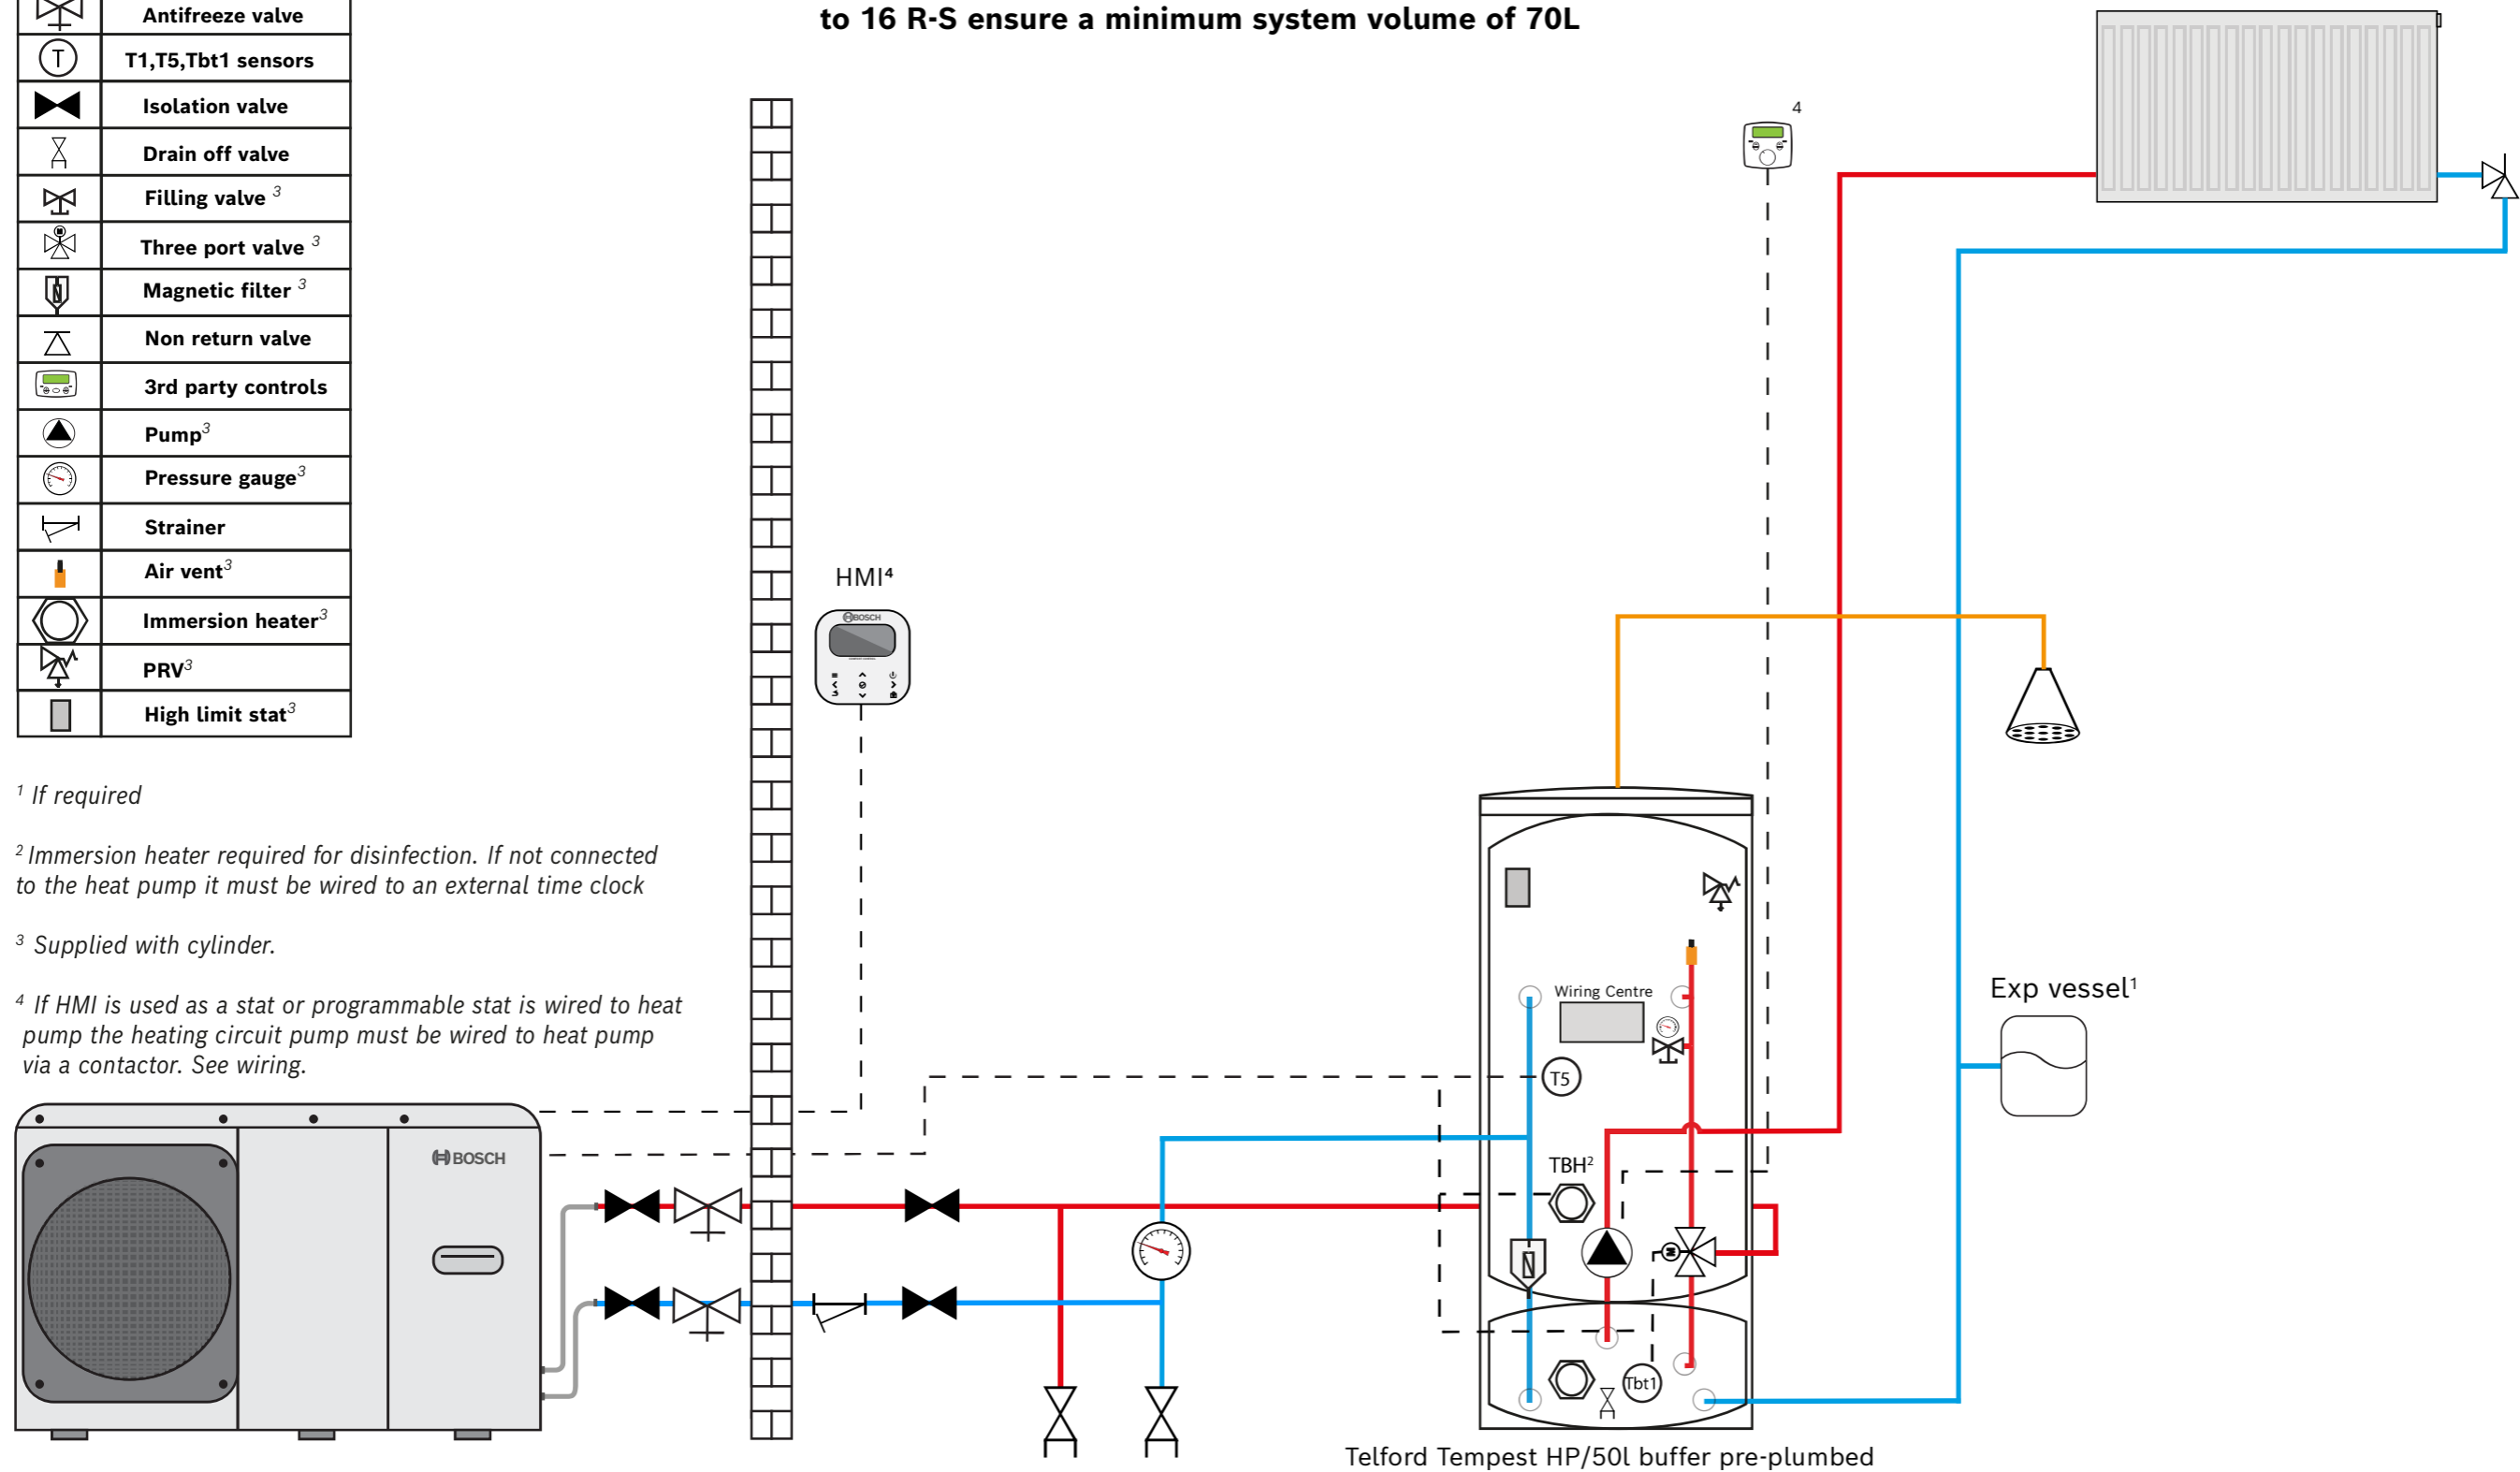 to 16 R-S ensure a minimum system volume of 70L
Antifreeze valve
T
T1,T5,Tbt1 sensors
Isolation valve
Drain off valve
Filling valve 3
Three port valve 3
Magnetic filter 3
Non return valve
3rd party controls
Pump3
Pressure gauge3
Strainer
Air vent3
Immersion heater3
PRV3
High limit stat3
1 If required
2 Immersion heater required for disinfection. If not connected
to the heat pump it must be wired to an external time clock
3 Supplied with cylinder.
4 If HMI is used as a stat or programmable stat is wired to heat
pump the heating circuit pump must be wired to heat pump
via a contactor. See wiring.
BOSCH
HMI4
BOSCH
4
Wiring Centre
T5
TBH2
M
Tbt1
Exp vessel1
Telford Tempest HP/50l buffer pre-plumbed